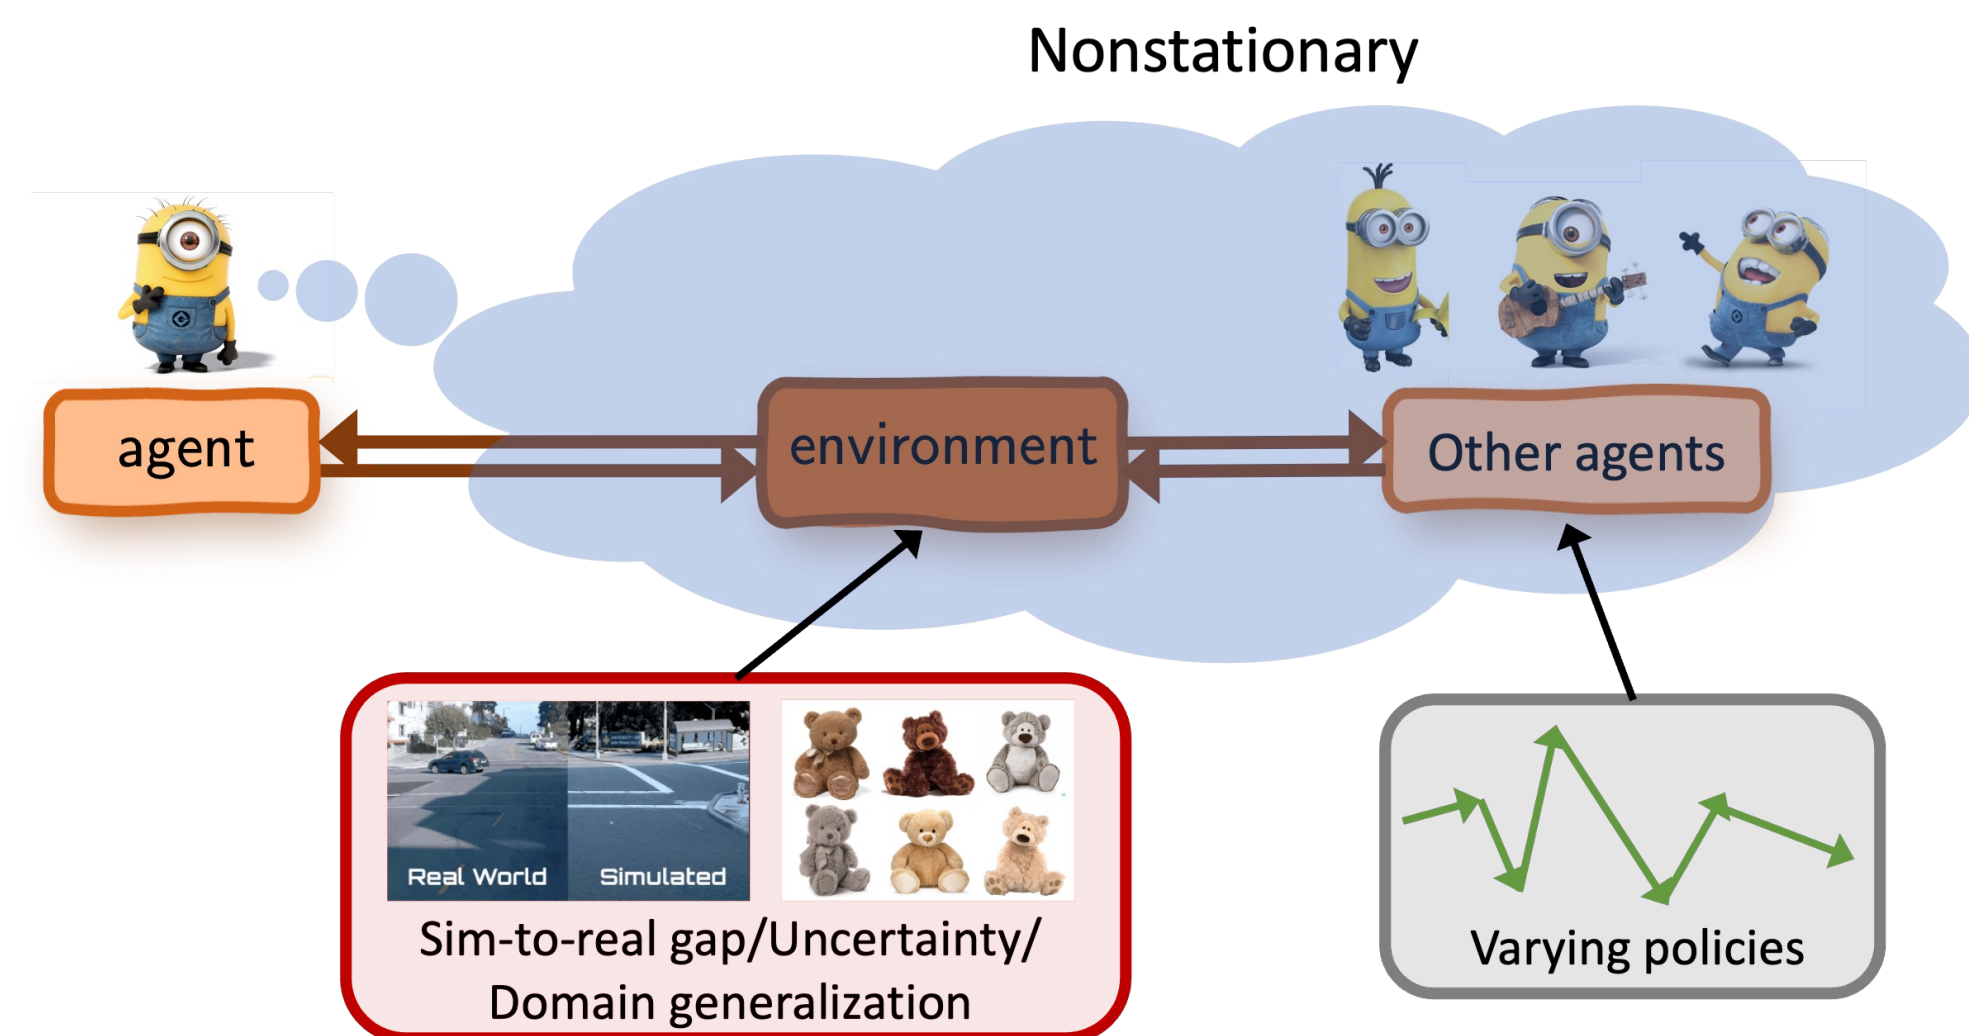 Nonstationary
agent
environment
Other agents
Real World
Simulated
Sim-to-real gap/Uncertainty/
Domain generalization
Varying policies